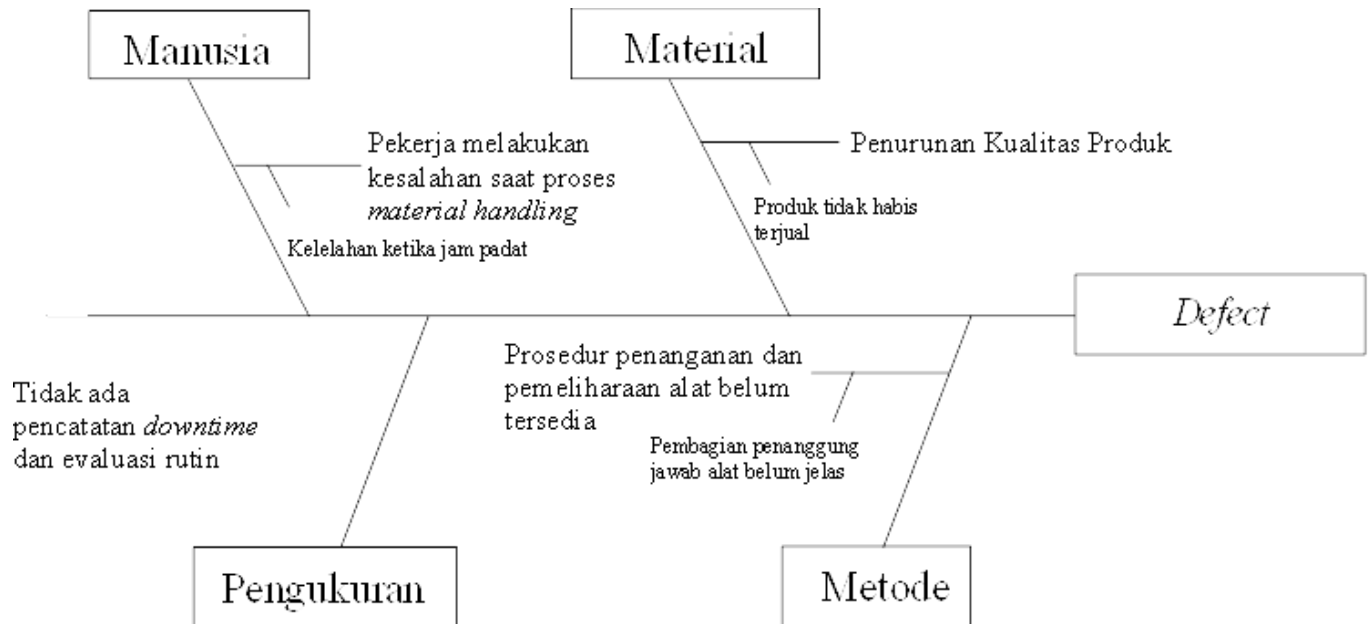 Manusia
Material
Pekerja melakukan
kesalahan saat proses
material handling
Kelelahan ketika jam padat
Penurunan Kualitas Produk
Produk tidak habis
terjual
Defect
Tidak ada
pencatatan downtime
dan evaluasi rutin
Prosedur penanganan dan
pemeliharaan alat belum
tersedia
Pembagian penanggung
jawab alat belum jelas
Pengukuran
Metode